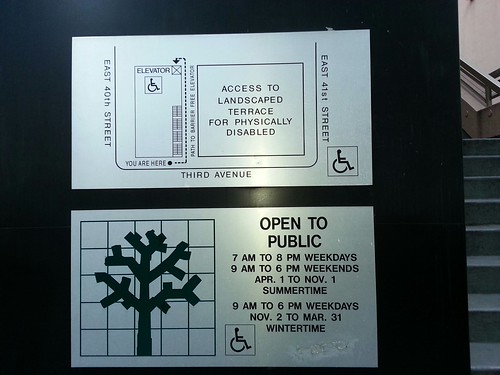 EAST 40th STREET
ELEVATOR
PATH TO BARRIER FREE ELEVATOR
ACCESS TO
LANDSCAPED
TERRACE
FOR PHYSICALLY
DISABLED
EAST 41st STREET
YOU ARE HERE
THIRD AVENUE
OPEN TO
PUBLIC
7 AM TO 8 PM WEEKDAYS
9 AM TO 6 PM WEEKENDS
APR. 1 TO NOV. 1
SUMMERTIME
9 AM TO 6 PM WEEKDAYS
NOV. 2 TO MAR. 31
WINTERTIME